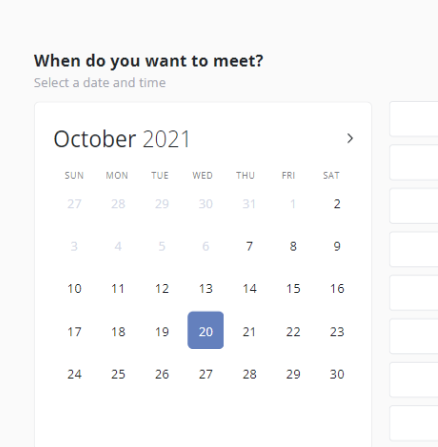 When do you want to meet?
Select a date and time
October 2021
SUN MON TUE WED THU FRI SAT
27 28 29 30 31 1 2
3 4 5 6 7 8 9
10 11 12 13 14 15 16
17 18 19 20 21 22 23
24 25 26 27 28 29 30